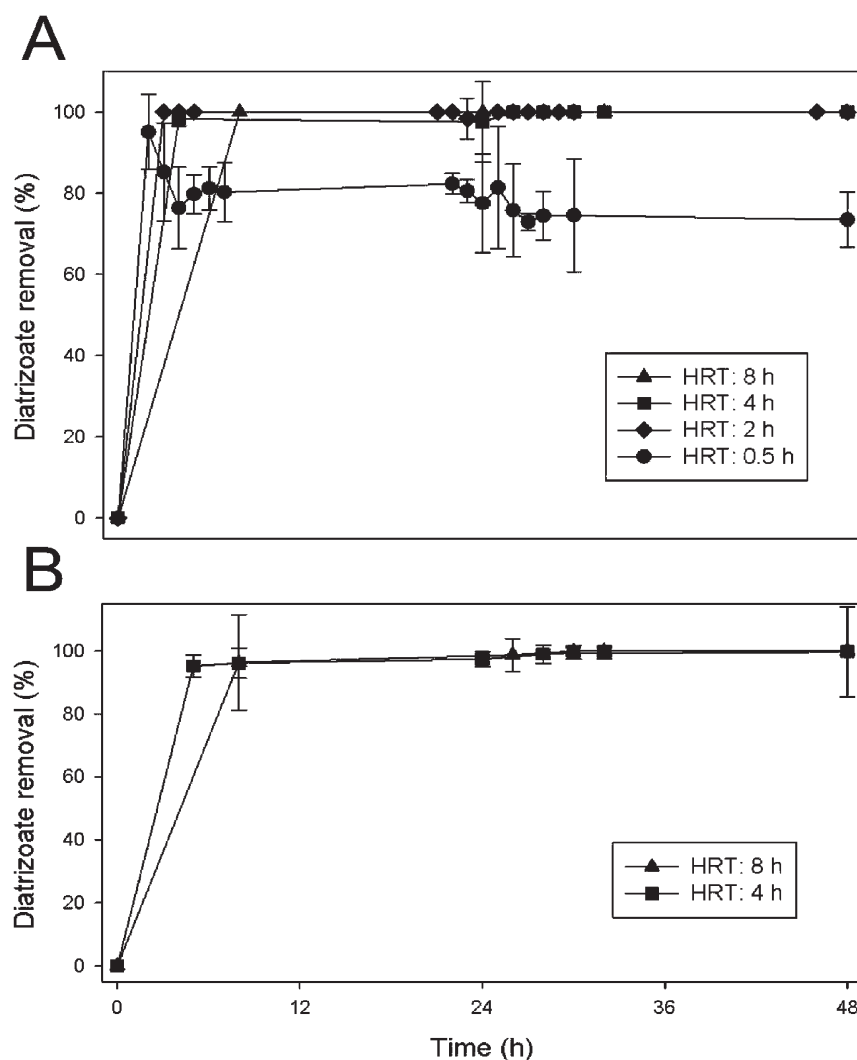 A
Diatrizoate removal (%)
100
80
60
40
20
0
HRT: 8 h
HRT: 4 h
HRT: 2 h
HRT: 0.5 h
B
Diatrizoate removal (%)
100
80
60
40
20
0
HRT: 8 h
HRT: 4 h
0 12 24 36 48
Time (h)